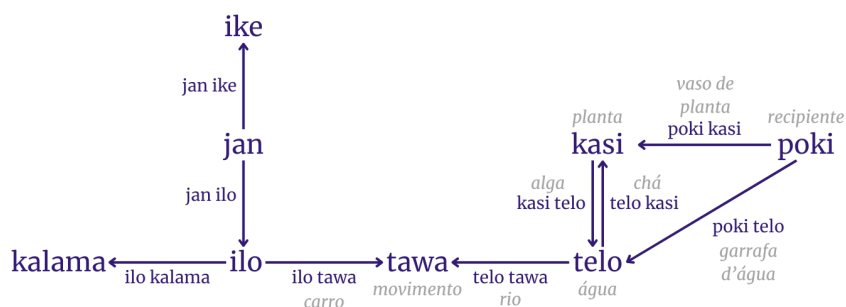 ike
jan ike
vaso de
planta
planta
poki kasi
recipiente
jan
kasi
poki
jan ilo
alga
chá
kasi telo
telo kasi
poki telo
garrafa
d'água
kalama
ilo
tawa
telo
ilo kalama
ilo tawa
telo tawa
carro
movimento
rio
água